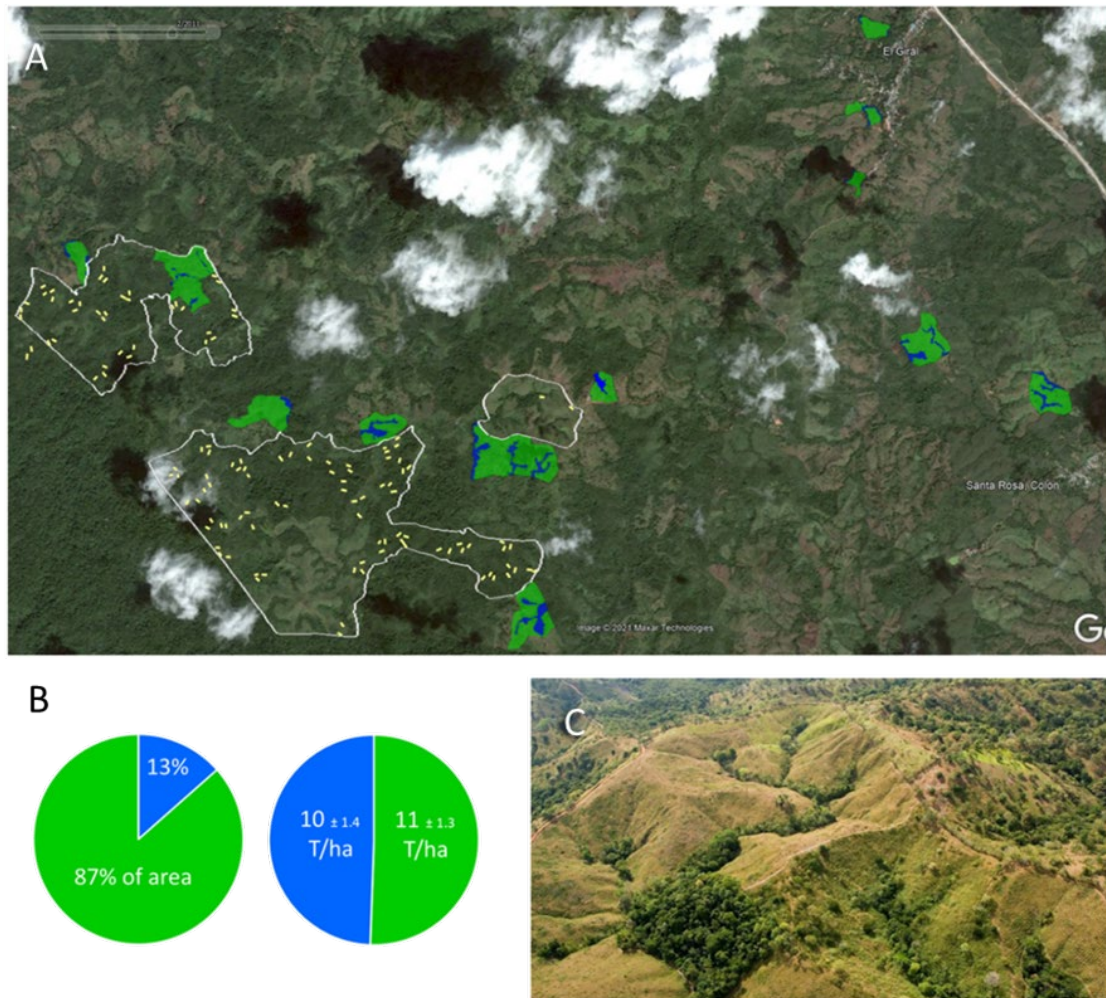 A
El Giral
Santa Rosa, Colon
Image © 2021 Maxar Technologies
B
13%
87% of area
10 ± 1.4
T/ha
11 ± 1.3
T/ha
C